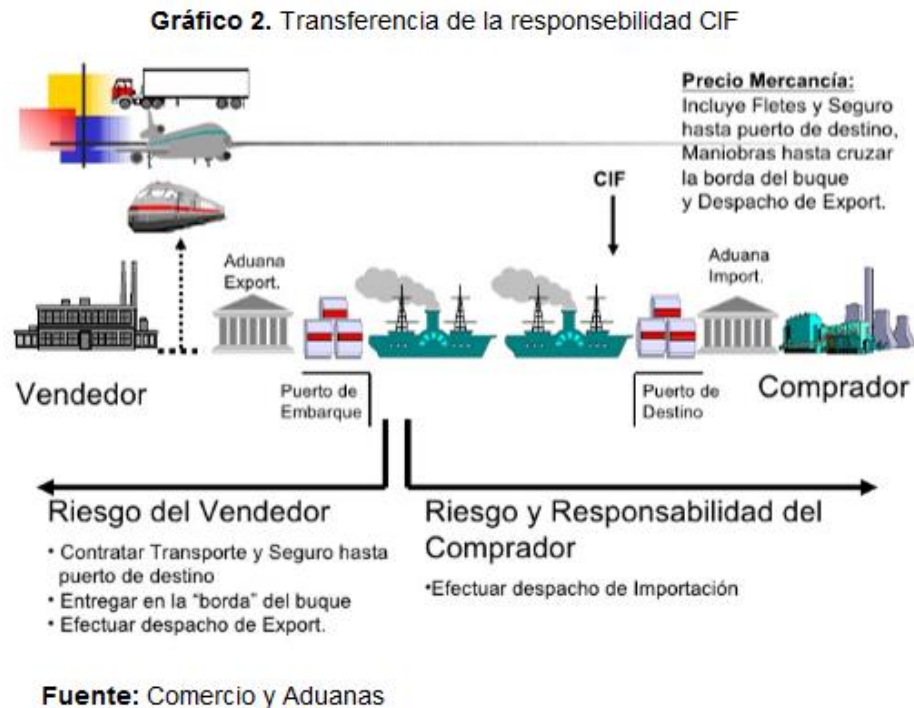 Gráfico 2. Transferencia de la responsebilidad CIF
Precio Mercancía:
Incluye Fletes y Seguro
hasta puerto de destino,
Maniobras hasta cruzar
la borda del buque
y Despacho de Export.
CIF
Aduana
Export.
Aduana
Import.
Vendedor
Puerto de
Embarque
Puerto de
Destino
Comprador
Riesgo del Vendedor
• Contratar Transporte y Seguro hasta
puerto de destino
• Entregar en la “borda” del buque
• Efectuar despacho de Export.
Riesgo y Responsabilidad del
Comprador
•Efectuar despacho de Importación
Fuente: Comercio y Aduanas